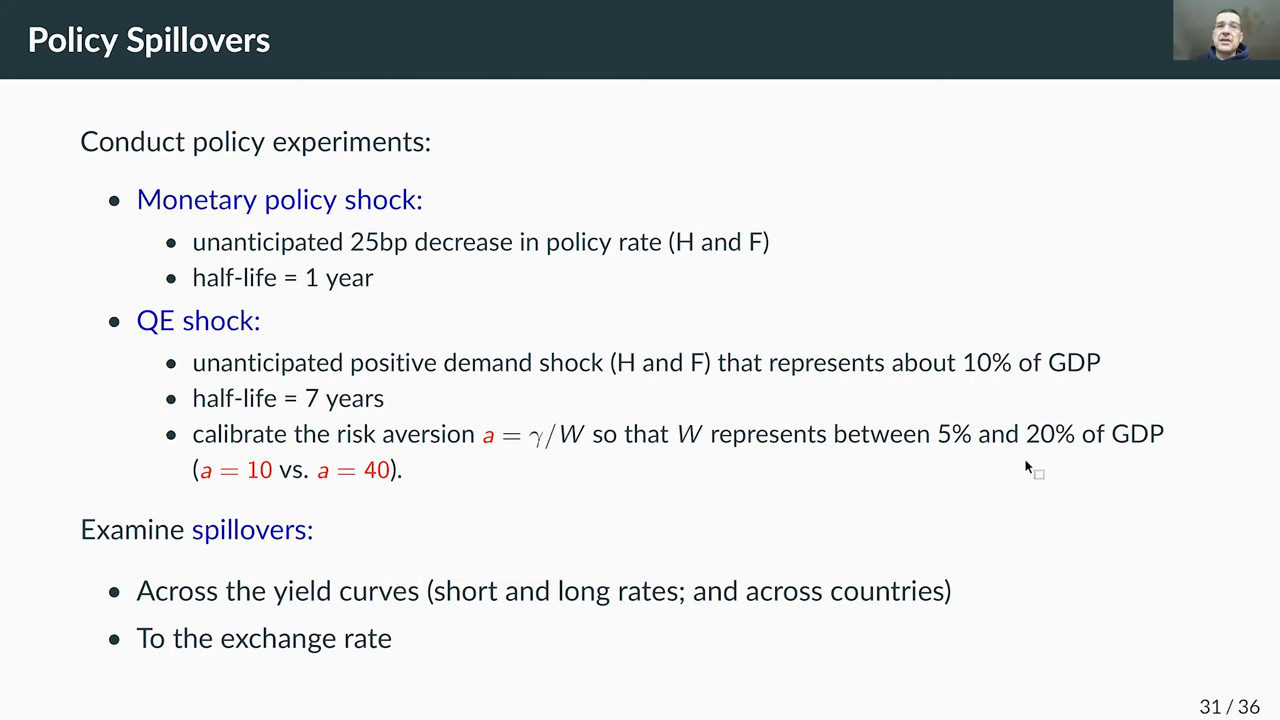 Policy Spillovers
Conduct policy experiments:
• Monetary policy shock:
• unanticipated 25bp decrease in policy rate (H and F)
• half-life = 1 year
• QE shock:
• unanticipated positive demand shock (H and F) that represents about 10% of GDP
• half-life = 7 years
• calibrate the risk aversion a = γ/W so that W represents between 5% and 20% of GDP
(a = 10 vs. a = 40).
Examine spillovers:
• Across the yield curves (short and long rates; and across countries)
• To the exchange rate
31 / 36